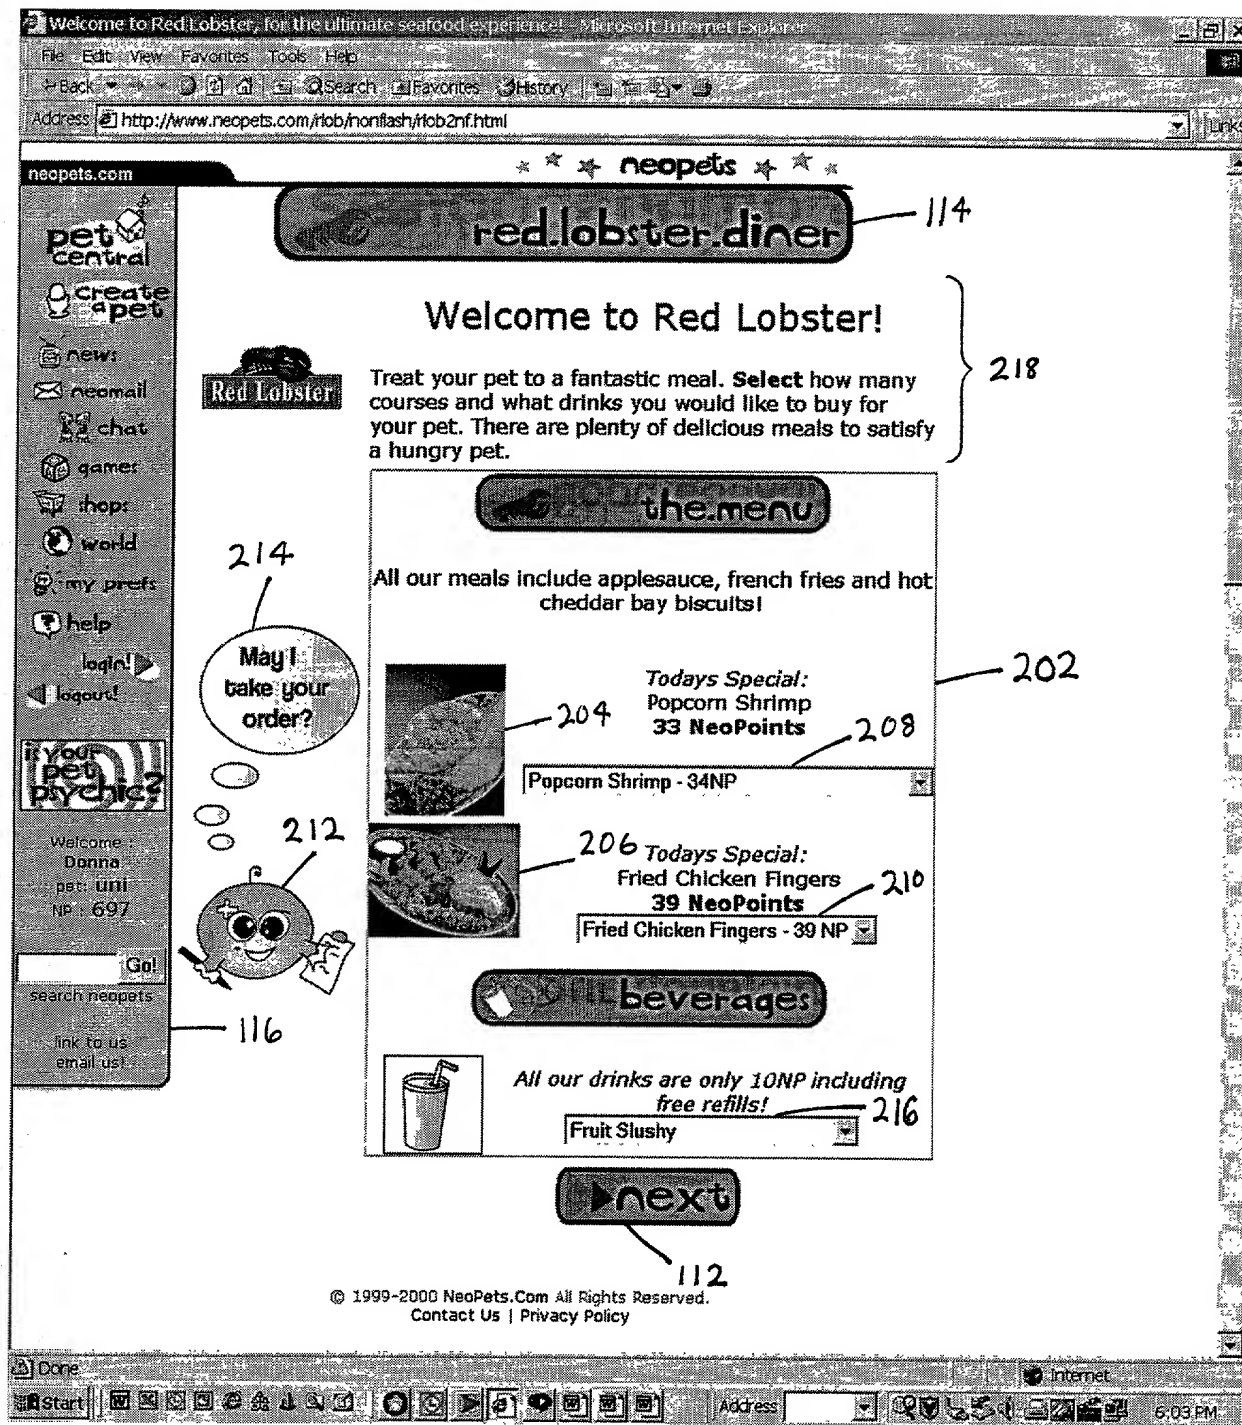 Welcome to Red Lobster, for the ultimate seafood experience! - Microsoft Internet Explorer
File Edit View Favorites Tools Help
Back Search Favorites History
Address http://www.neopets.com/rlob/nonflash/rlob2nf.html Links
neopets.com
neopets
red.lobster.diner
114
pet central
create a pet
news
neomail
chat
games
shops
world
my prefs
help
login!
logout!
is your pet psychic?
Welcome :
Donna
pet: uni
NP : 697
Go!
search neopets
link to us
email us!
116
Welcome to Red Lobster!
Red Lobster
Treat your pet to a fantastic meal. Select how many
courses and what drinks you would like to buy for
your pet. There are plenty of delicious meals to satisfy
a hungry pet.
218
the.menu
All our meals include applesauce, french fries and hot
cheddar bay biscuits!
214
May I
take your
order?
212
202
204
Todays Special:
Popcorn Shrimp
33 NeoPoints
208
Popcorn Shrimp - 34NP
206
Todays Special:
Fried Chicken Fingers
39 NeoPoints
210
Fried Chicken Fingers - 39 NP
beverages
All our drinks are only 10NP including
free refills!
216
Fruit Slushy
next
112
© 1999-2000 NeoPets.Com All Rights Reserved.
Contact Us | Privacy Policy
Done Internet
Start Address 6:03 PM